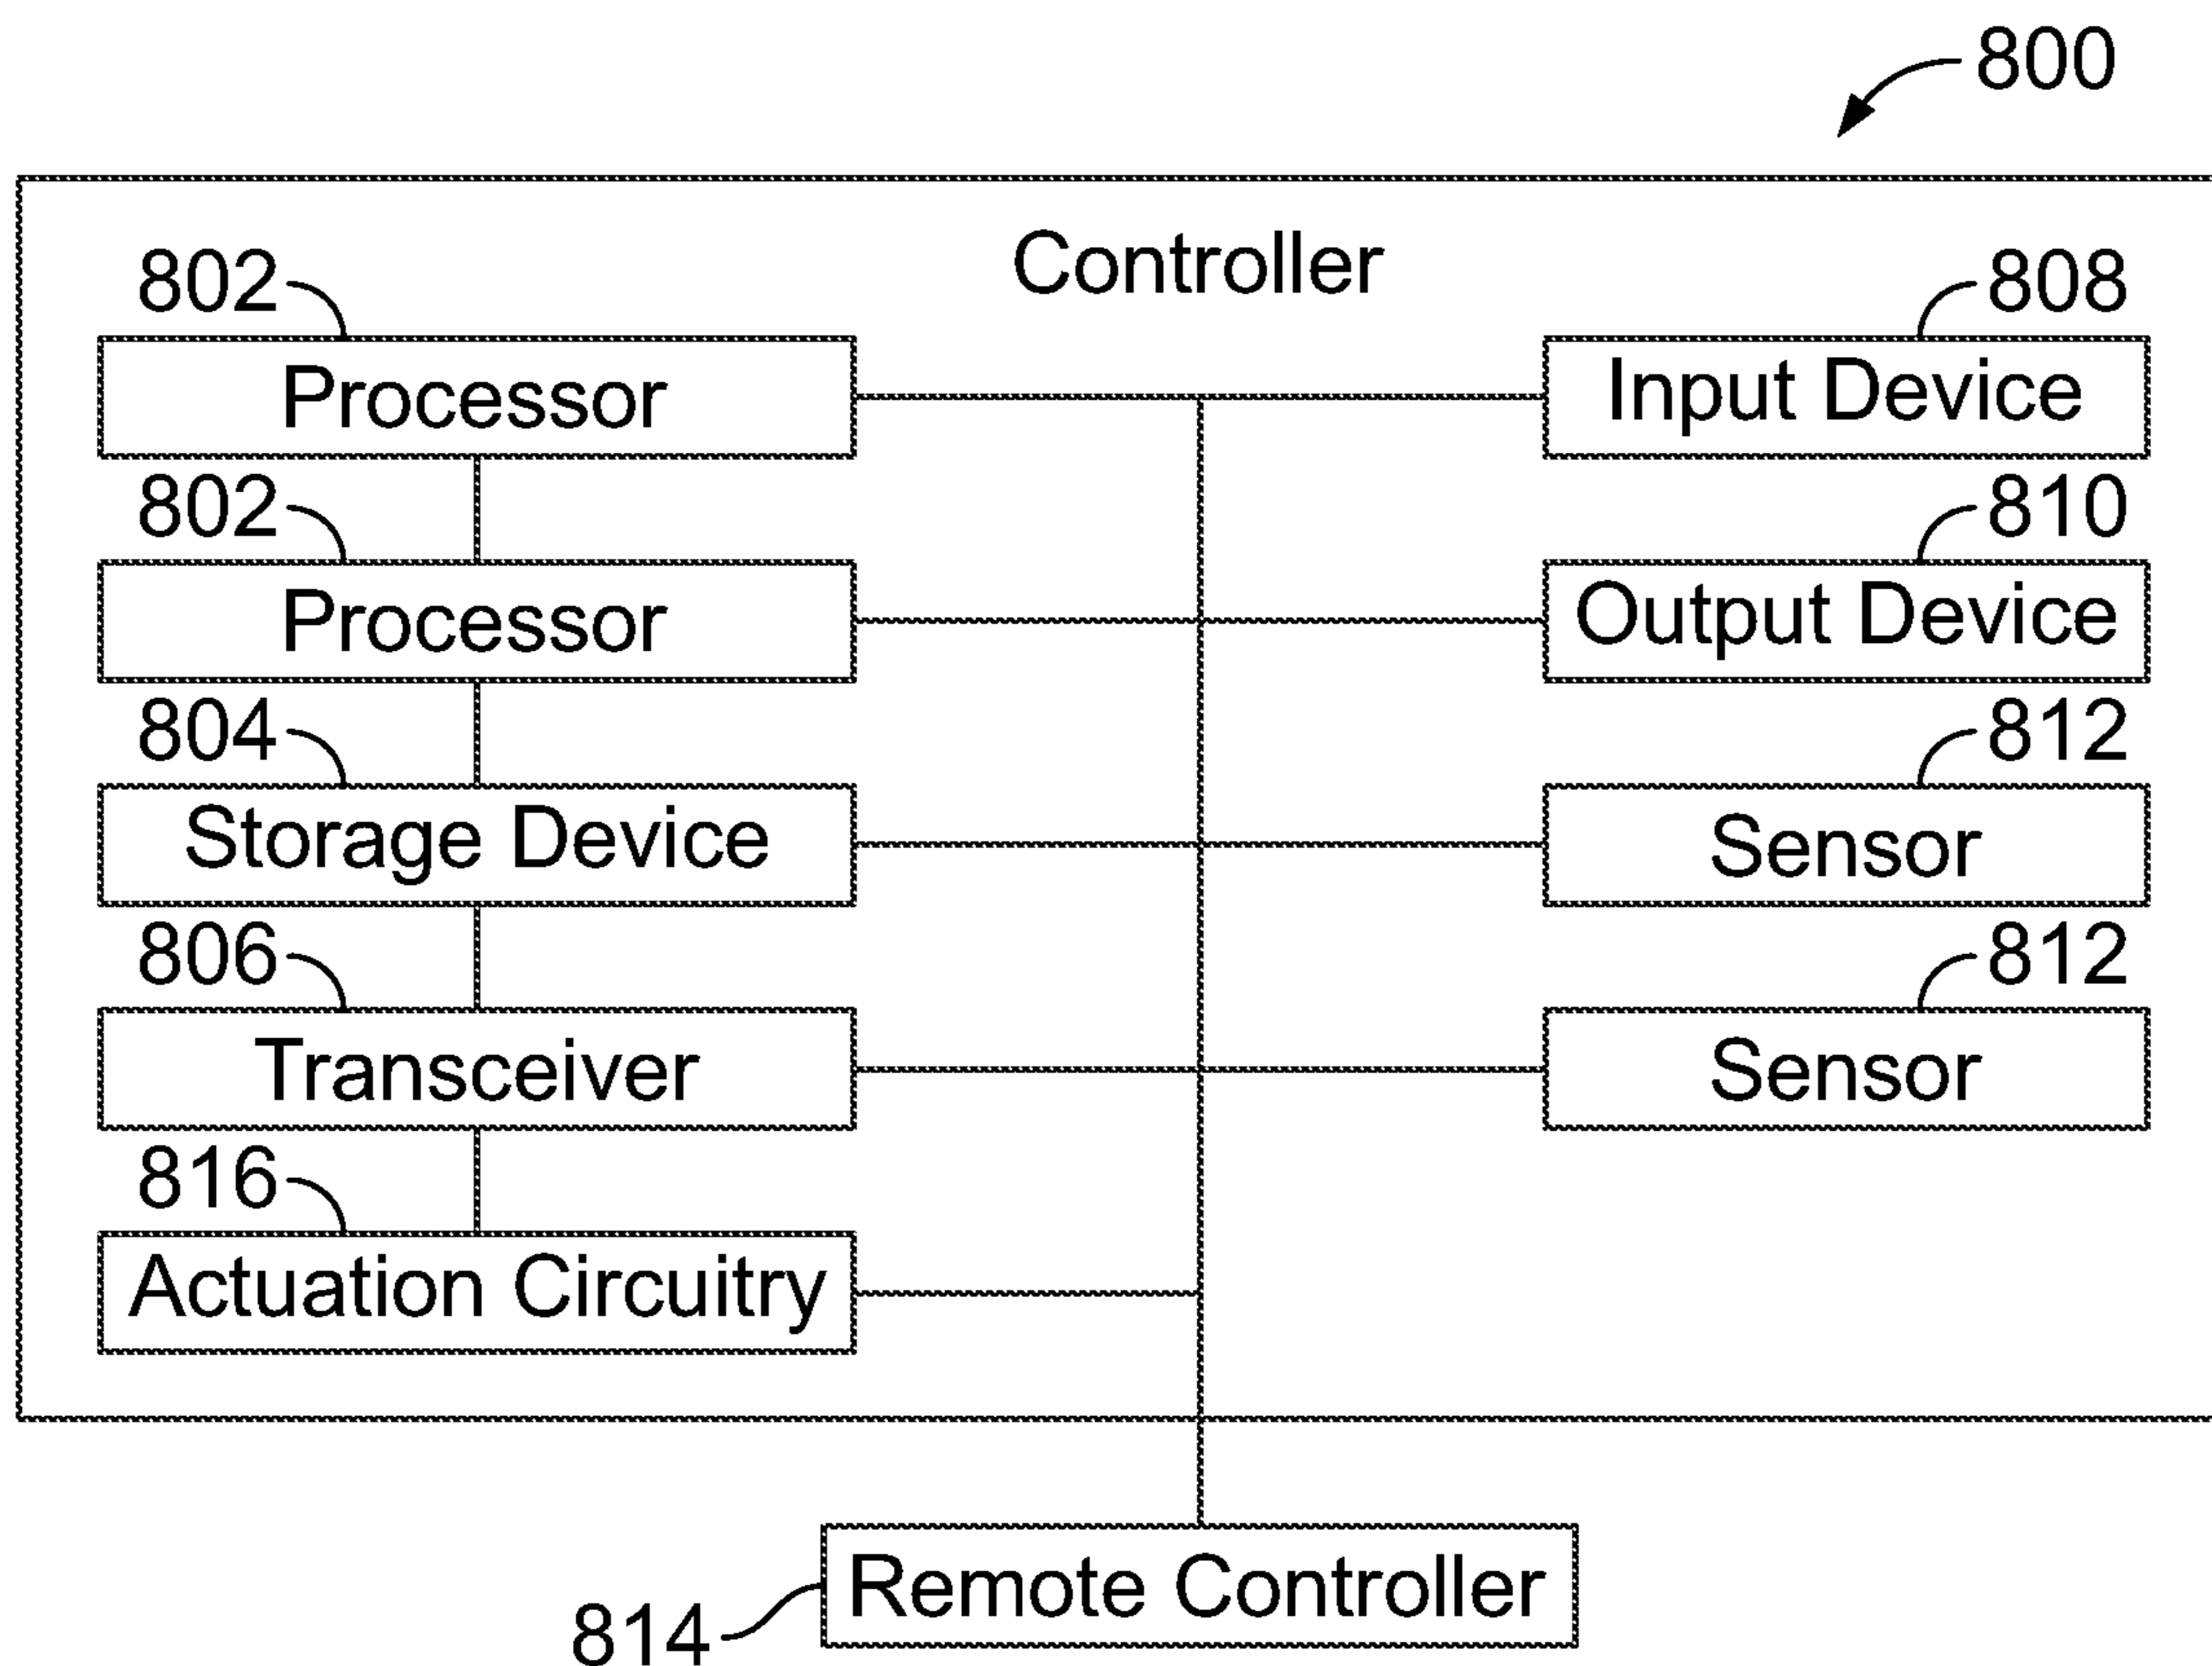 800
Controller
802
808
Processor
Input Device
802
810
Processor
Output Device
804
812
Storage Device
Sensor
806
812
Transceiver
Sensor
816
Actuation Circuitry
Remote Controller
814